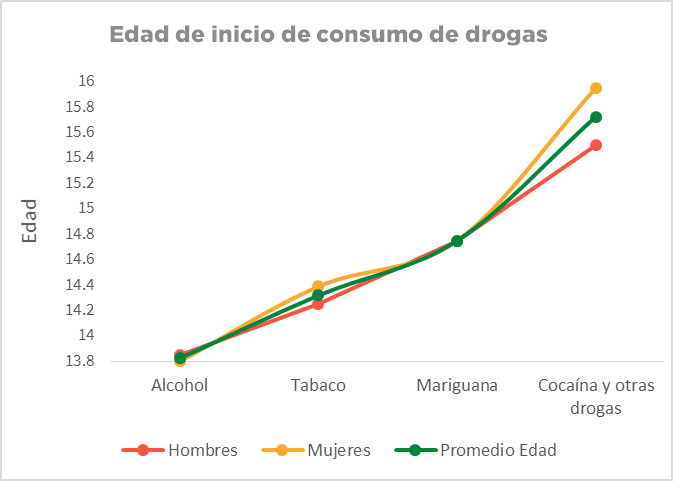 Edad de inicio de consumo de drogas
Edad
16
15.8
15.6
15.4
15.2
15
14.8
14.6
14.4
14.2
14
13.8
Alcohol
Tabaco
Mariguana
Cocaína y otras
drogas
Hombres
Mujeres
Promedio Edad